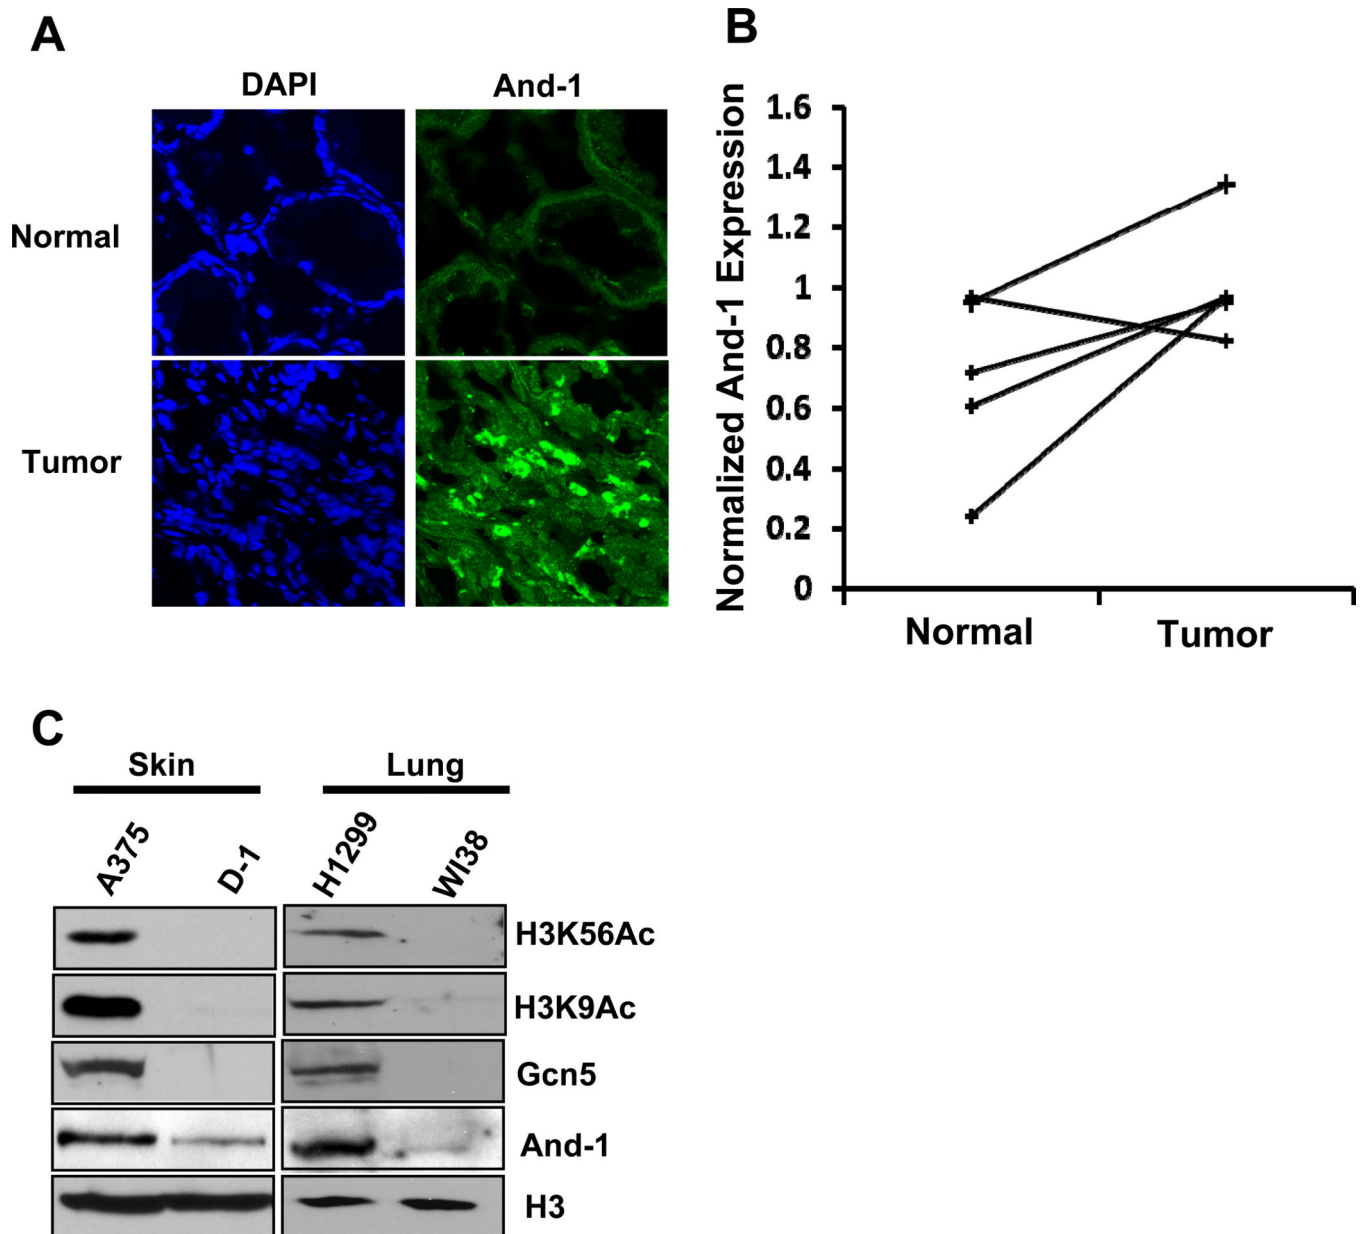 A
DAPI
And-1
Normal
Tumor
B
Normalized And-1 Expression
1.6
1.4
1.2
1
0.8
0.6
0.4
0.2
0
Normal
Tumor
C
Skin
Lung
A375
D-1
H1299
WI38
H3K56Ac
H3K9Ac
Gcn5
And-1
H3